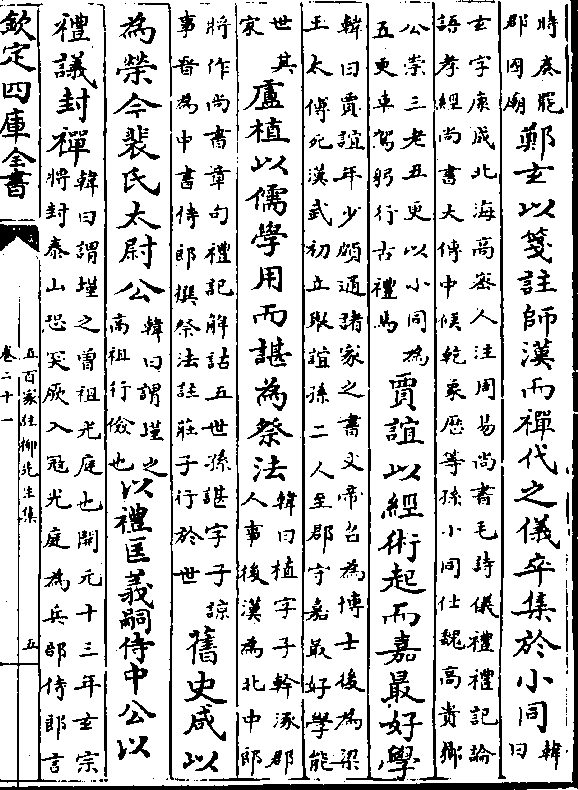 時廢罷
郡國廟
鄭玄以箋註師漢而禪代之儀卒集於小同
韓
曰
玄字康成北海高密人注周易尚書毛詩儀禮禮記論
語孝經尚書大傳中候乾象歷等孫小同仕魏高貴鄉
公崇三老五更以小同為
五更車駕躬行古禮焉
賈誼以經術起而嘉最好學
韓曰賈誼年少頗通諸家之書文帝召為博士後為梁
王太傅死漢武初立舉誼孫二人至郡守嘉最好學能
世其
家
盧植以儒學用而諶為祭法
韓曰植字子幹涿郡
人事後漢為北中郎
將作尚書章句禮記解詁五世孫諶字子諒
事晉為中書侍郎撰祭法註莊子行於世
舊史咸以
為榮今裴氏太尉公
韓曰謂墐之
高祖行儉也
以禮匡義嗣侍中公以
禮議封禪
韓曰謂墐之曾祖光庭也開元十三年玄宗
將封泰山恐突厥入寇光庭為兵部侍郎言
欽定四庫全書
五百家注柳先生集
卷二十一
五